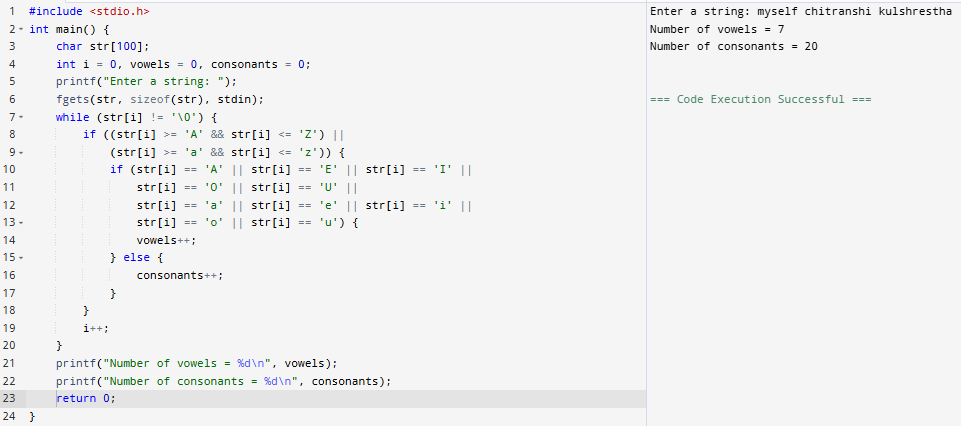 1 #include <stdio.h>
2 int main() {
3 char str[100];
4 int i = 0, vowels = 0, consonants = 0;
5 printf("Enter a string: ");
6 fgets(str, sizeof(str), stdin);
7 while (str[i] != '\0') {
8 if ((str[i] >= 'A' && str[i] <= 'Z') ||
9 (str[i] >= 'a' && str[i] <= 'z')) {
10 if (str[i] == 'A' || str[i] == 'E' || str[i] == 'I' ||
11 str[i] == 'O' || str[i] == 'U' ||
12 str[i] == 'a' || str[i] == 'e' || str[i] == 'i' ||
13 str[i] == 'o' || str[i] == 'u') {
14 vowels++;
15 } else {
16 consonants++;
17 }
18 }
19 i++;
20 }
21 printf("Number of vowels = %d\n", vowels);
22 printf("Number of consonants = %d\n", consonants);
23 return 0;
24 }
Enter a string: myself chitranshi kulshrestha
Number of vowels = 7
Number of consonants = 20
=== Code Execution Successful ===